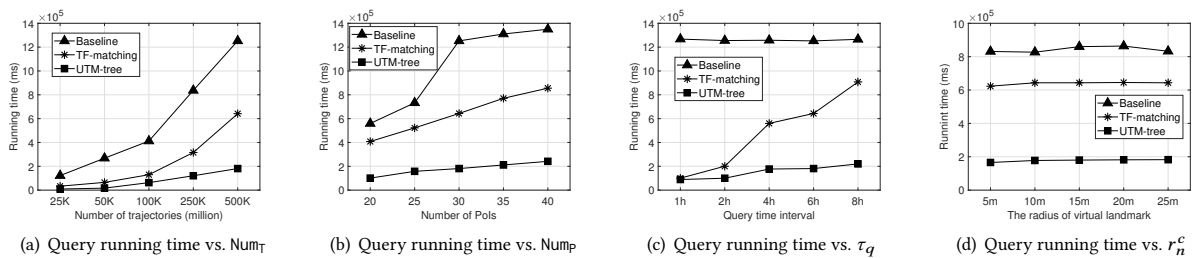 × 10^5
14
12
10
8
6
4
2
0
Running time (ms)
Baseline
TF-matching
UTM-tree
25K 50K 100K 250K 500K
Number of trajectories (million)
(a) Query running time vs. Num_T
× 10^5
14
12
10
8
6
4
2
0
Running time (ms)
Baseline
TF-matching
UTM-tree
20 25 30 35 40
Number of PoIs
(b) Query running time vs. Num_P
× 10^5
14
12
10
8
6
4
2
0
Running time (ms)
Baseline
TF-matching
UTM-tree
1h 2h 4h 6h 8h
Query time interval
(c) Query running time vs. τ_q
× 10^5
10
8
6
4
2
0
Runnint time (ms)
Baseline
TF-matching
UTM-tree
5m 10m 15m 20m 25m
The radius of virtual landmark
(d) Query running time vs. r_n^c